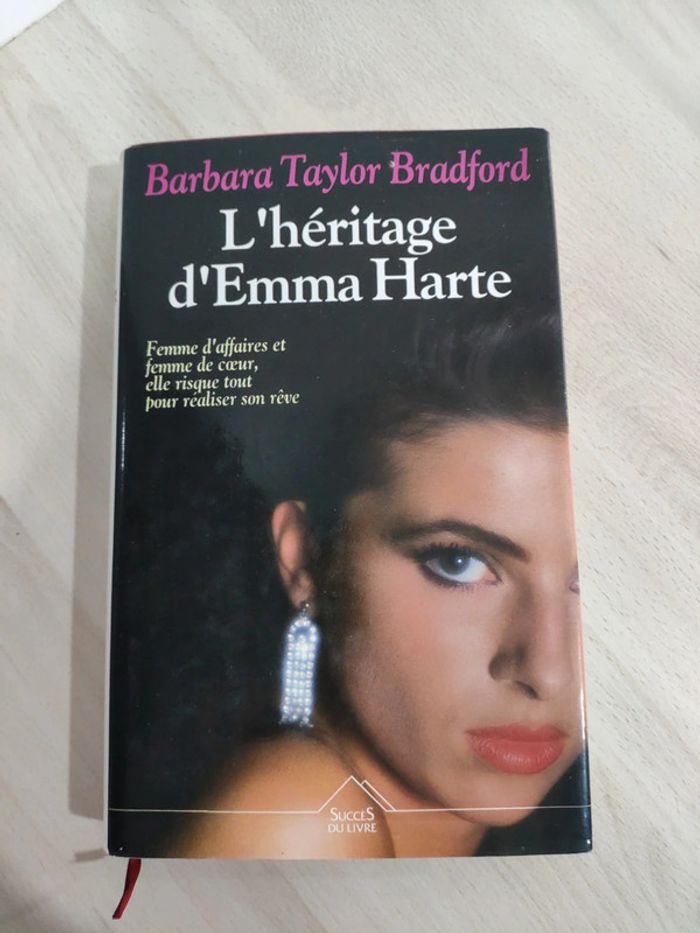 Barbara Taylor Bradford
L'héritage
d'Emma Harte
Femme d'affaires et
femme de cœur,
elle risque tout
pour réaliser son rêve
SUCCÈS
DU LIVRE